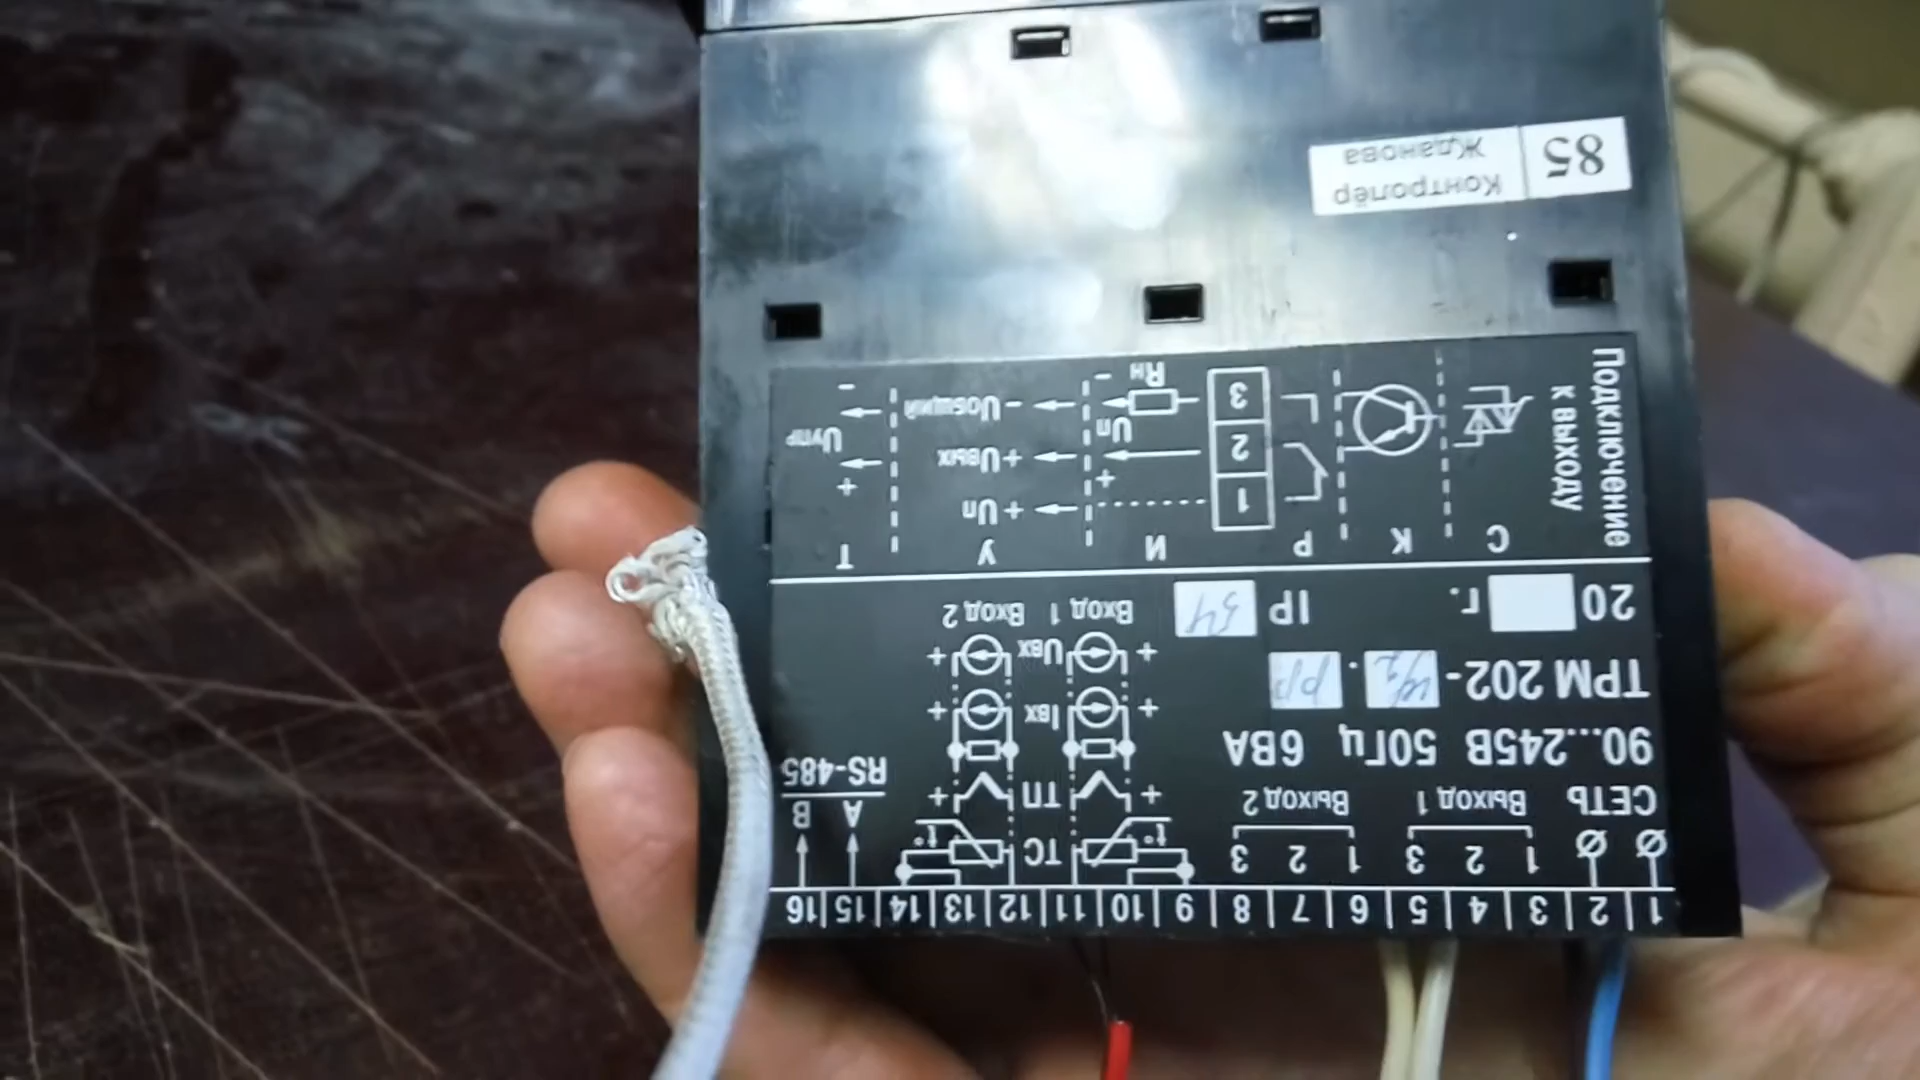 1 | 2 | 3 | 4 | 5 | 6 | 7 | 8 | 9 | 10 | 11 | 12 | 13 | 14 | 15 | 16
СЕТЬ
1 2 3
Выход 1
1 2 3
Выход 2
ТС
t°
t°
A B
RS-485
+ ТП +
90...245В 50Гц 6ВА
+ Iвх +
ТРМ 202- . РР
+ Uвх +
20 г. IP 54
Вход 1 Вход 2
Подключение
к выходу
С К Р И У Т
1
2
3
+ Uп
+
Uп
-
Rн
+ Uвых
- Uобщий
+
Uупр
-
85
Контролёр
Жданова